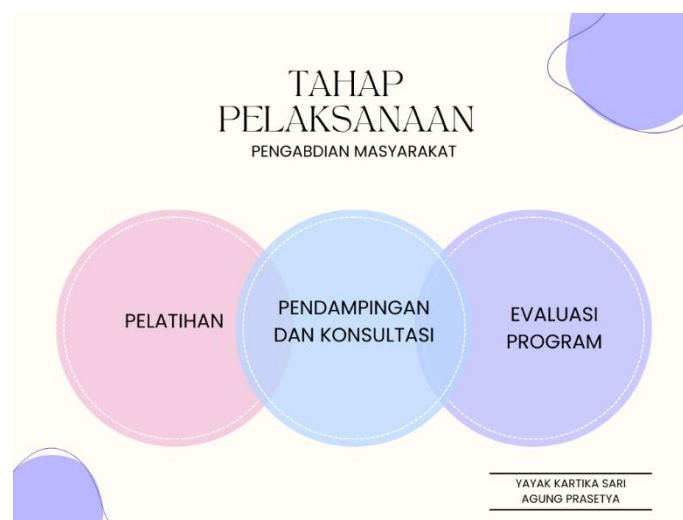 TAHAP
PELAKSANAAN
PENGABDIAN MASYARAKAT
PELATIHAN
PENDAMPINGAN
DAN KONSULTASI
EVALUASI
PROGRAM
YAYAK KARTIKA SARI
AGUNG PRASETYA